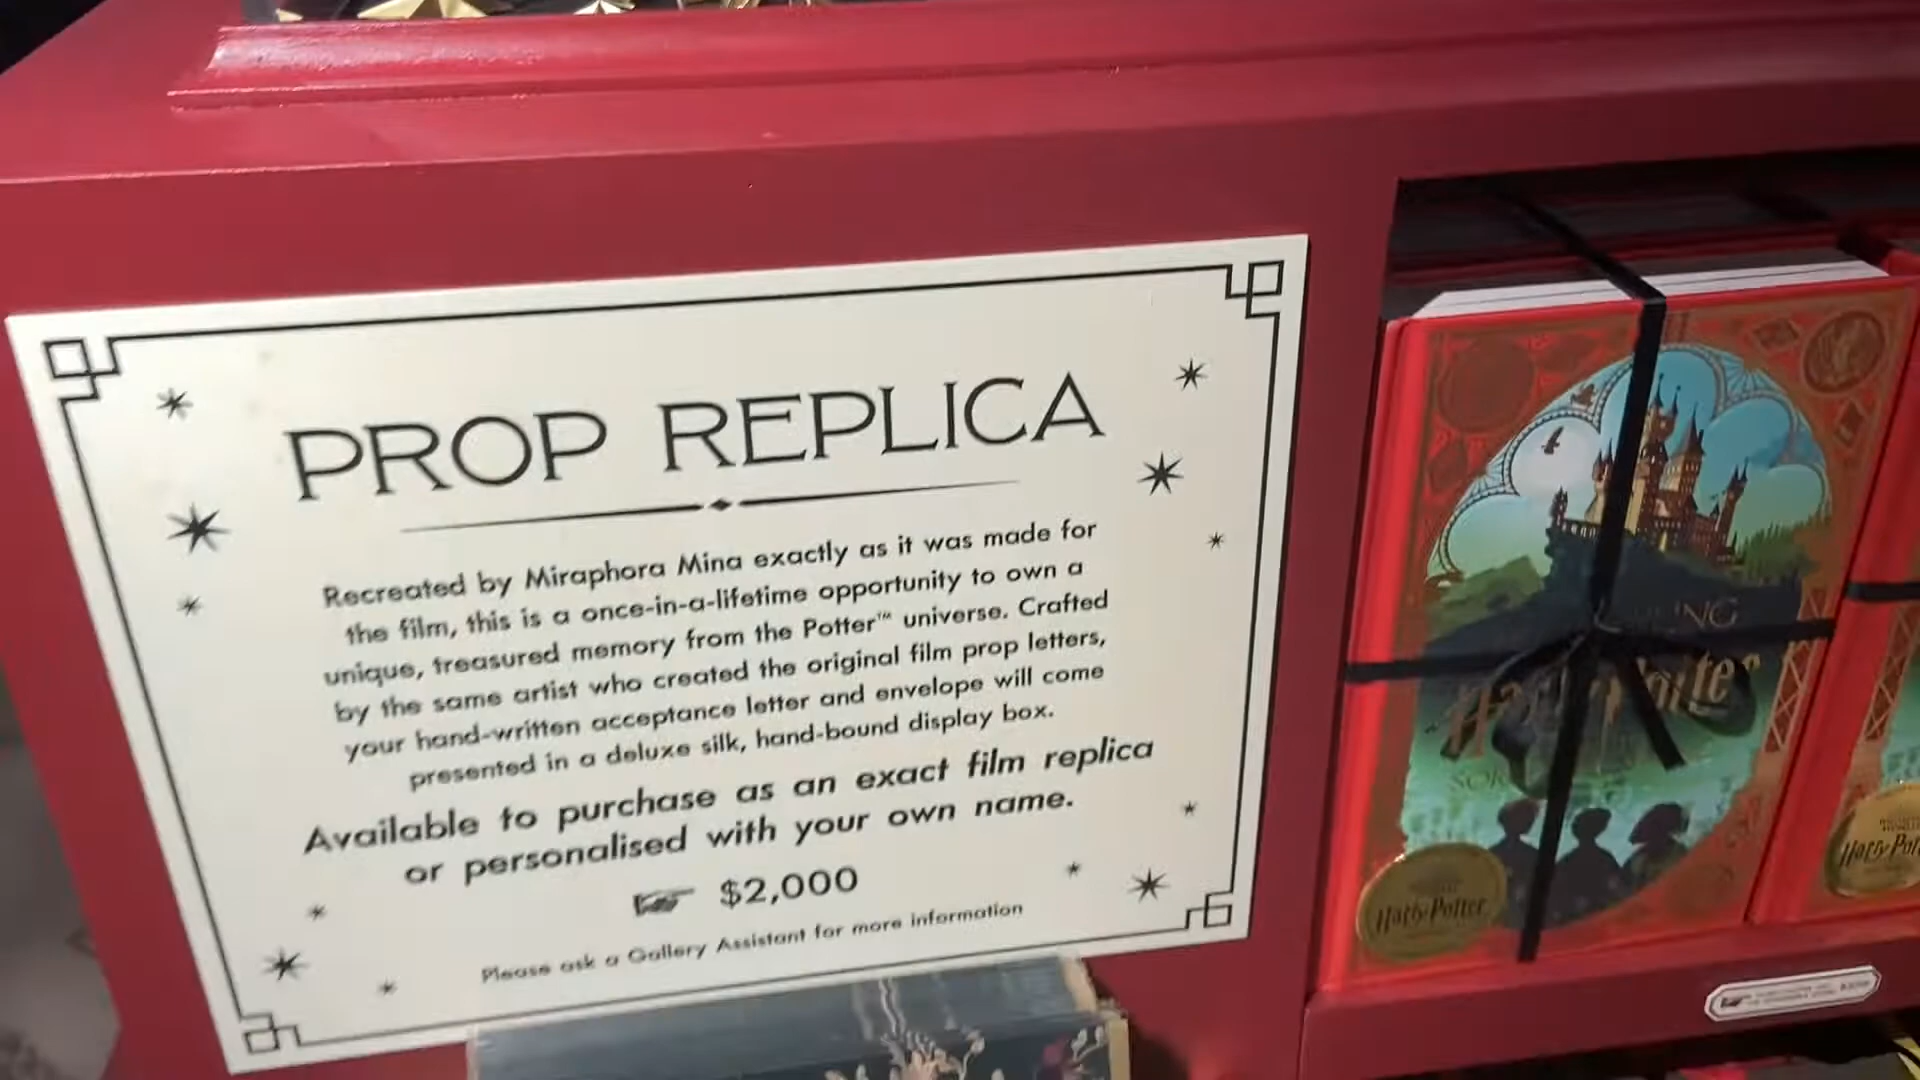 PROP REPLICA
Recreated by Miraphora Mina exactly as it was made for
the film, this is a once-in-a-lifetime opportunity to own a
unique, treasured memory from the Potter™ universe. Crafted
by the same artist who created the original film prop letters,
your hand-written acceptance letter and envelope will come
presented in a deluxe silk, hand-bound display box.
Available to purchase as an exact film replica
or personalised with your own name.
$2,000
Please ask a Gallery Assistant for more information
Harry Potter
Harry Potter